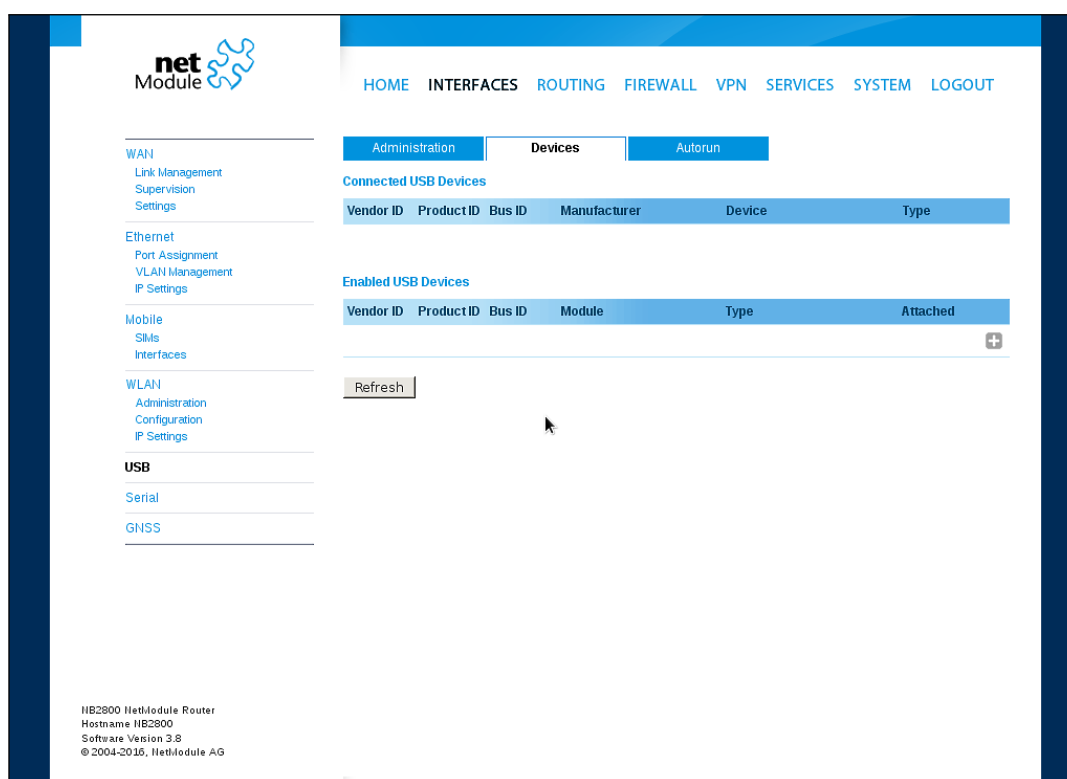 net
Module
HOME INTERFACES ROUTING FIREWALL VPN SERVICES SYSTEM LOGOUT
WAN
Link Management
Supervision
Settings
Ethernet
Port Assignment
VLAN Management
IP Settings
Mobile
SIMs
Interfaces
WLAN
Administration
Configuration
IP Settings
USB
Serial
GNSS
Administration Devices Autorun
Connected USB Devices
Vendor ID Product ID Bus ID Manufacturer Device Type
Enabled USB Devices
Vendor ID Product ID Bus ID Module Type Attached
Refresh
NB2800 NetModule Router
Hostname NB2800
Software Version 3.8
© 2004-2016, NetModule AG